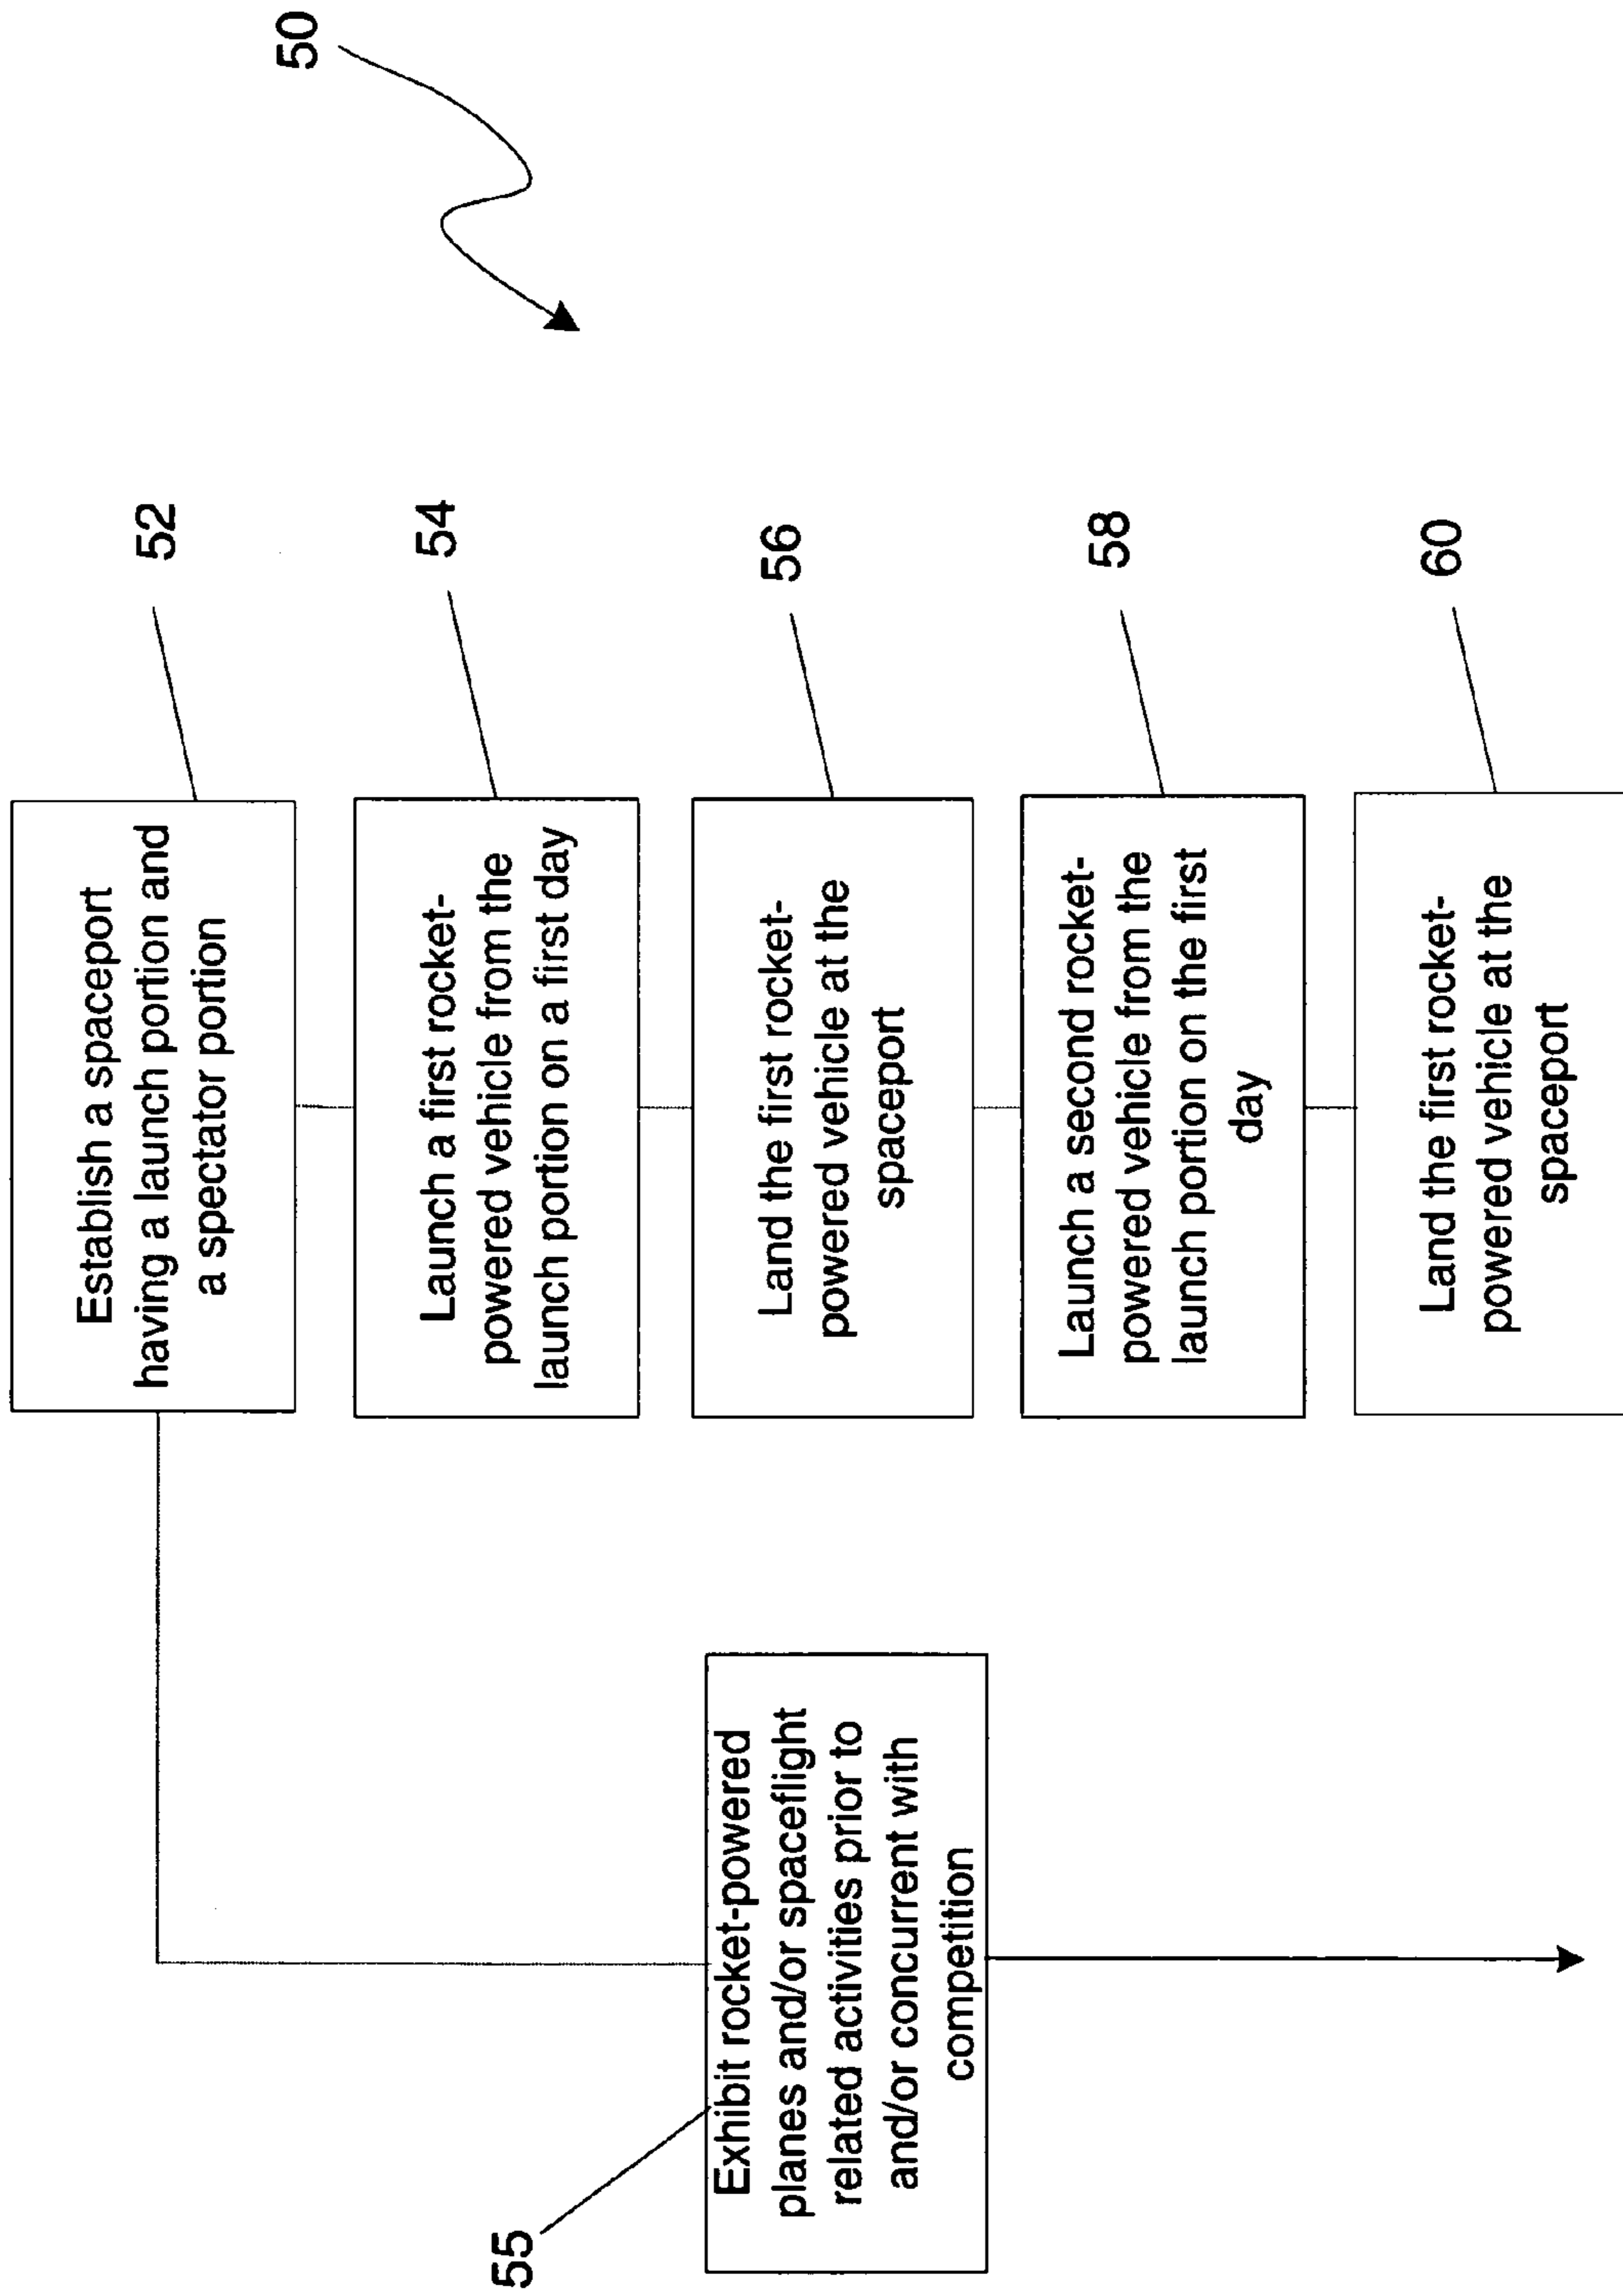 50
Establish a spaceport
having a launch portion and
a spectator portion
52
Launch a first rocket-
powered vehicle from the
launch portion on a first day
54
55
Exhibit rocket-powered
planes and/or spaceflight
related activities prior to
and/or concurrent with
competition
Land the first rocket-
powered vehicle at the
spaceport
56
Launch a second rocket-
powered vehicle from the
launch portion on the first
day
58
Land the first rocket-
powered vehicle at the
spaceport
60